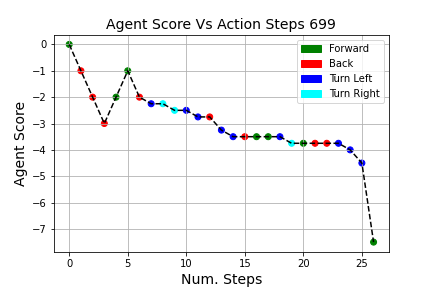 Agent Score Vs Action Steps 699
Forward
Back
Turn Left
Turn Right
Agent Score
0
−1
−2
−3
−4
−5
−6
−7
0 5 10 15 20 25
Num. Steps